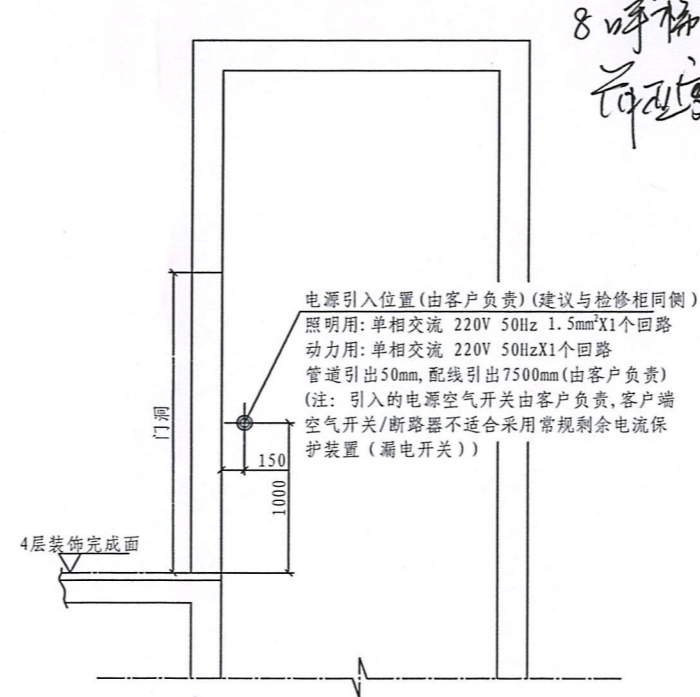 8
电源引入位置(由客户负责)(建议与检修柜同侧)
照明用:单相交流 220V 50Hz 1.5mm²X1个回路
动力用:单相交流 220V 50HzX1个回路
管道引出50mm,配线引出7500mm(由客户负责)
(注: 引入的电源空气开关由客户负责,客户端
空气开关/断路器不适合采用常规剩余电流保
护装置(漏电开关))
门洞
150
1000
4层装饰完成面